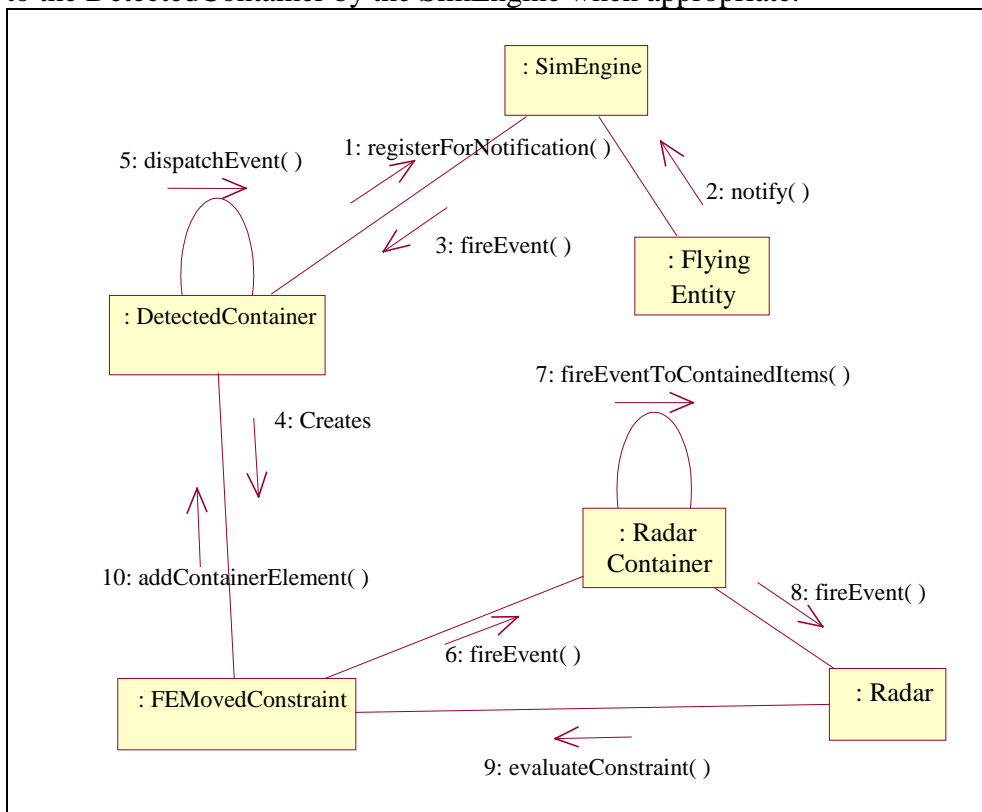 to the DetectedContainer by the SimEngine when appropriate.
: SimEngine
5: dispatchEvent( )
1: registerForNotification( )
2: notify( )
3: fireEvent( )
: Flying
Entity
: DetectedContainer
7: fireEventToContainedItems( )
4: Creates
: Radar
Container
10: addContainerElement( )
8: fireEvent( )
6: fireEvent( )
: FEMovedConstraint
: Radar
9: evaluateConstraint( )